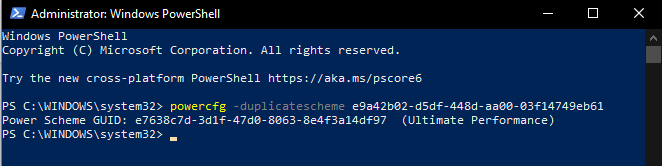 Administrator: Windows PowerShell
Windows PowerShell
Copyright (C) Microsoft Corporation. All rights reserved.
Try the new cross-platform PowerShell https://aka.ms/pscore6
PS C:\WINDOWS\system32> powercfg -duplicatescheme e9a42b02-d5df-448d-aa00-03f14749eb61
Power Scheme GUID: e7638c7d-3d1f-47d0-8063-8e4f3a14df97  (Ultimate Performance)
PS C:\WINDOWS\system32>